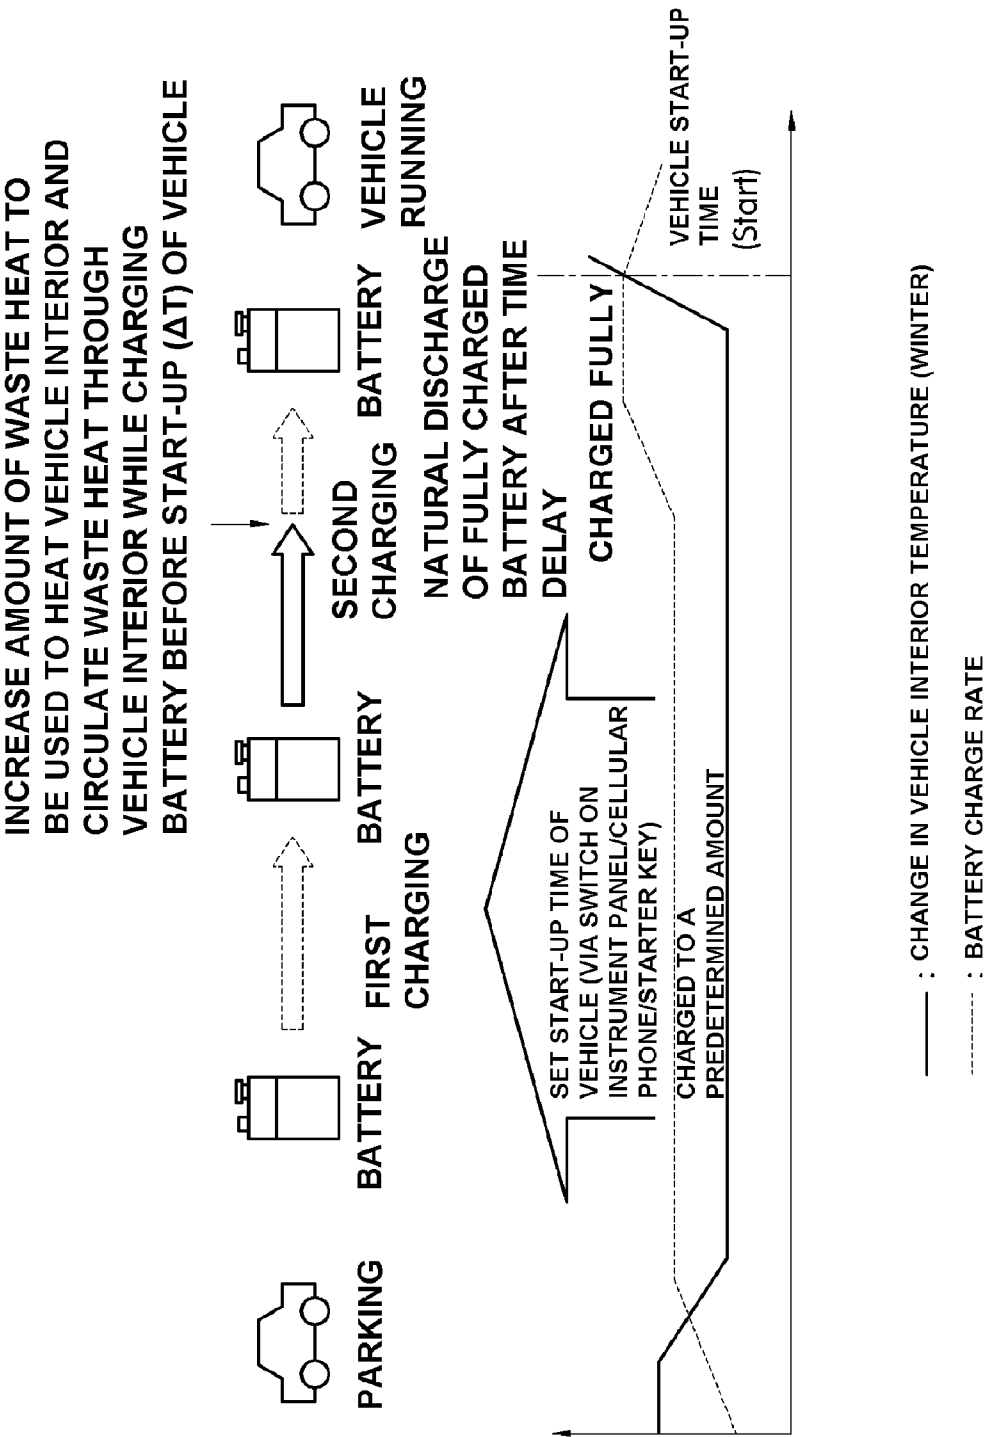 INCREASE AMOUNT OF WASTE HEAT TO
BE USED TO HEAT VEHICLE INTERIOR AND
CIRCULATE WASTE HEAT THROUGH
VEHICLE INTERIOR WHILE CHARGING
BATTERY BEFORE START-UP (ΔT) OF VEHICLE
PARKING
BATTERY
FIRST
CHARGING
BATTERY
SECOND
CHARGING
BATTERY
VEHICLE
RUNNING
NATURAL DISCHARGE
OF FULLY CHARGED
BATTERY AFTER TIME
DELAY
SET START-UP TIME OF
VEHICLE (VIA SWITCH ON
INSTRUMENT PANEL/CELLULAR
PHONE/STARTER KEY)
CHARGED FULLY
CHARGED TO A
PREDETERMINED AMOUNT
VEHICLE START-UP
TIME
(Start)
: CHANGE IN VEHICLE INTERIOR TEMPERATURE (WINTER)
: BATTERY CHARGE RATE